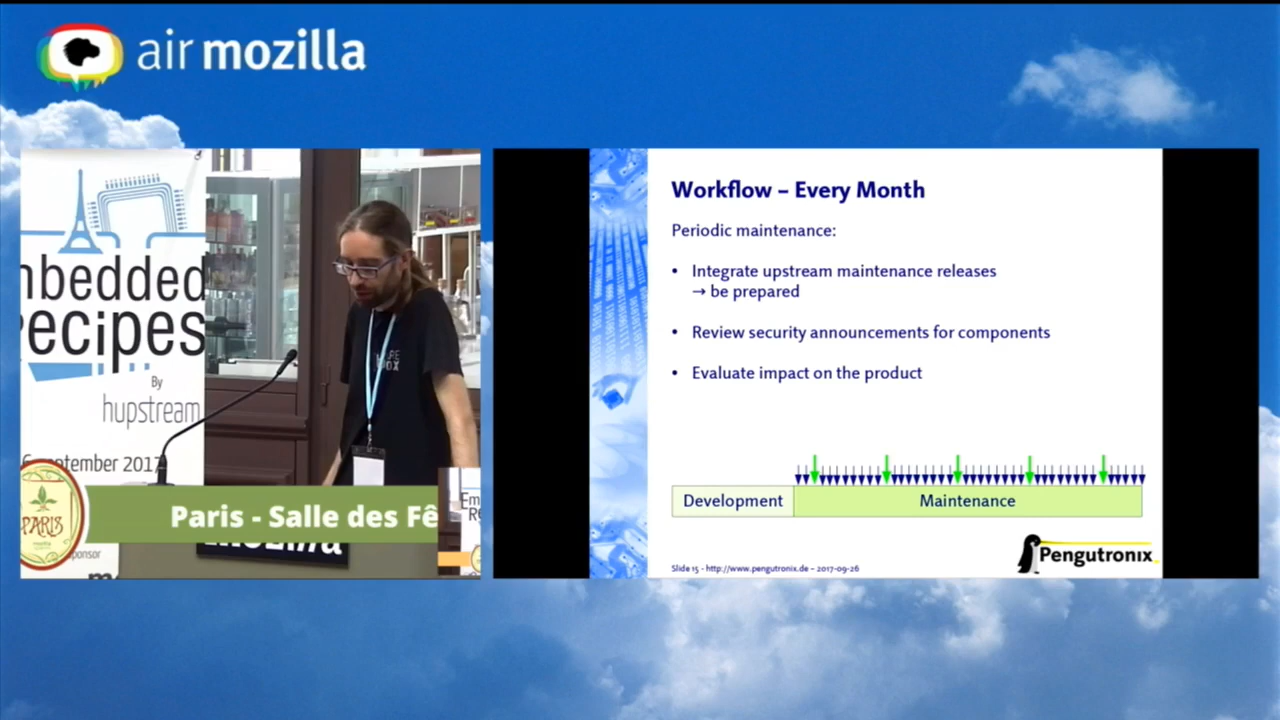 air mozilla
mbedded
ecipes
By
hupstream
September 2017
PARIS
mozilla
Paris - Salle des Fê
Workflow – Every Month
Periodic maintenance:
• Integrate upstream maintenance releases
→ be prepared
• Review security announcements for components
• Evaluate impact on the product
Development
Maintenance
Pengutronix
Slide 15 - http://www.pengutronix.de – 2017-09-26